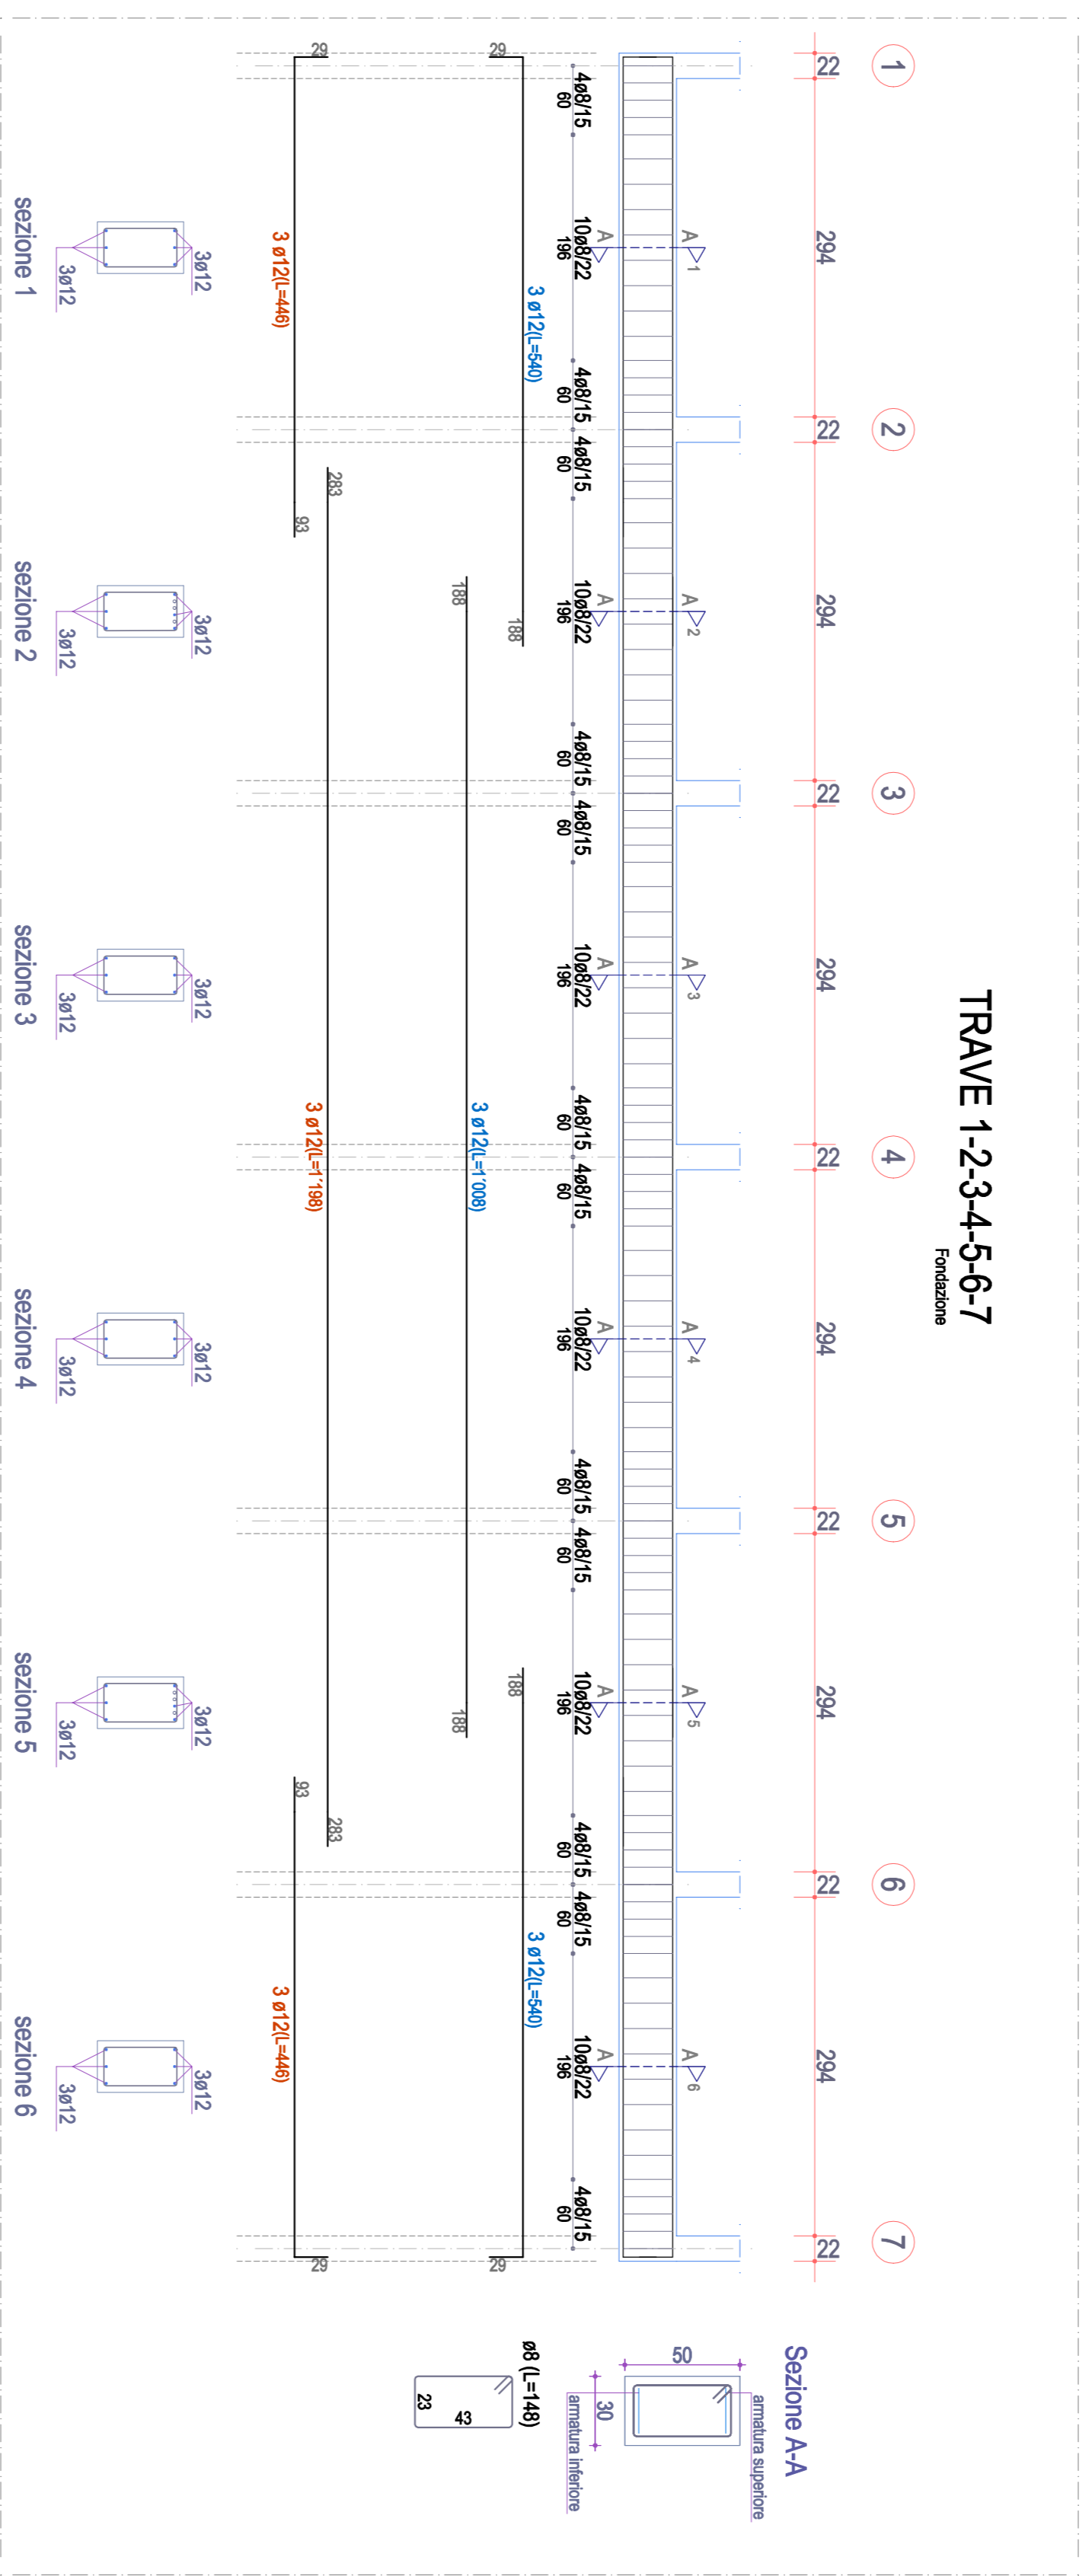 TRAVE 1-2-3-4-5-6-7
Fondazione
1 2 3 4 5 6 7
22 294 22 294 22 294 22 294 22 294 22 294 22
A 1 A 2 A 3 A 4 A 5 A 6
A A A A A A
4ø8/15 10ø8/22 4ø8/15 4ø8/15 10ø8/22 4ø8/15 4ø8/15 10ø8/22 4ø8/15 4ø8/15 10ø8/22 4ø8/15 4ø8/15 10ø8/22 4ø8/15 4ø8/15 10ø8/22 4ø8/15
60 196 60 60 196 60 60 196 60 60 196 60 60 196 60 60 196 60
3 ø12(L=540) 3 ø12(L=540)
29 188 188 29
3 ø12(L=1'008)
188 188
29 283 283 29
3 ø12(L=1'198)
93 93
3 ø12(L=446) 3 ø12(L=446)
3ø12 3ø12 3ø12 3ø12 3ø12 3ø12
3ø12 3ø12 3ø12 3ø12 3ø12 3ø12
sezione 1 sezione 2 sezione 3 sezione 4 sezione 5 sezione 6
Sezione A-A
armatura superiore
50
30
armatura inferiore
ø8 (L=148)
43
23